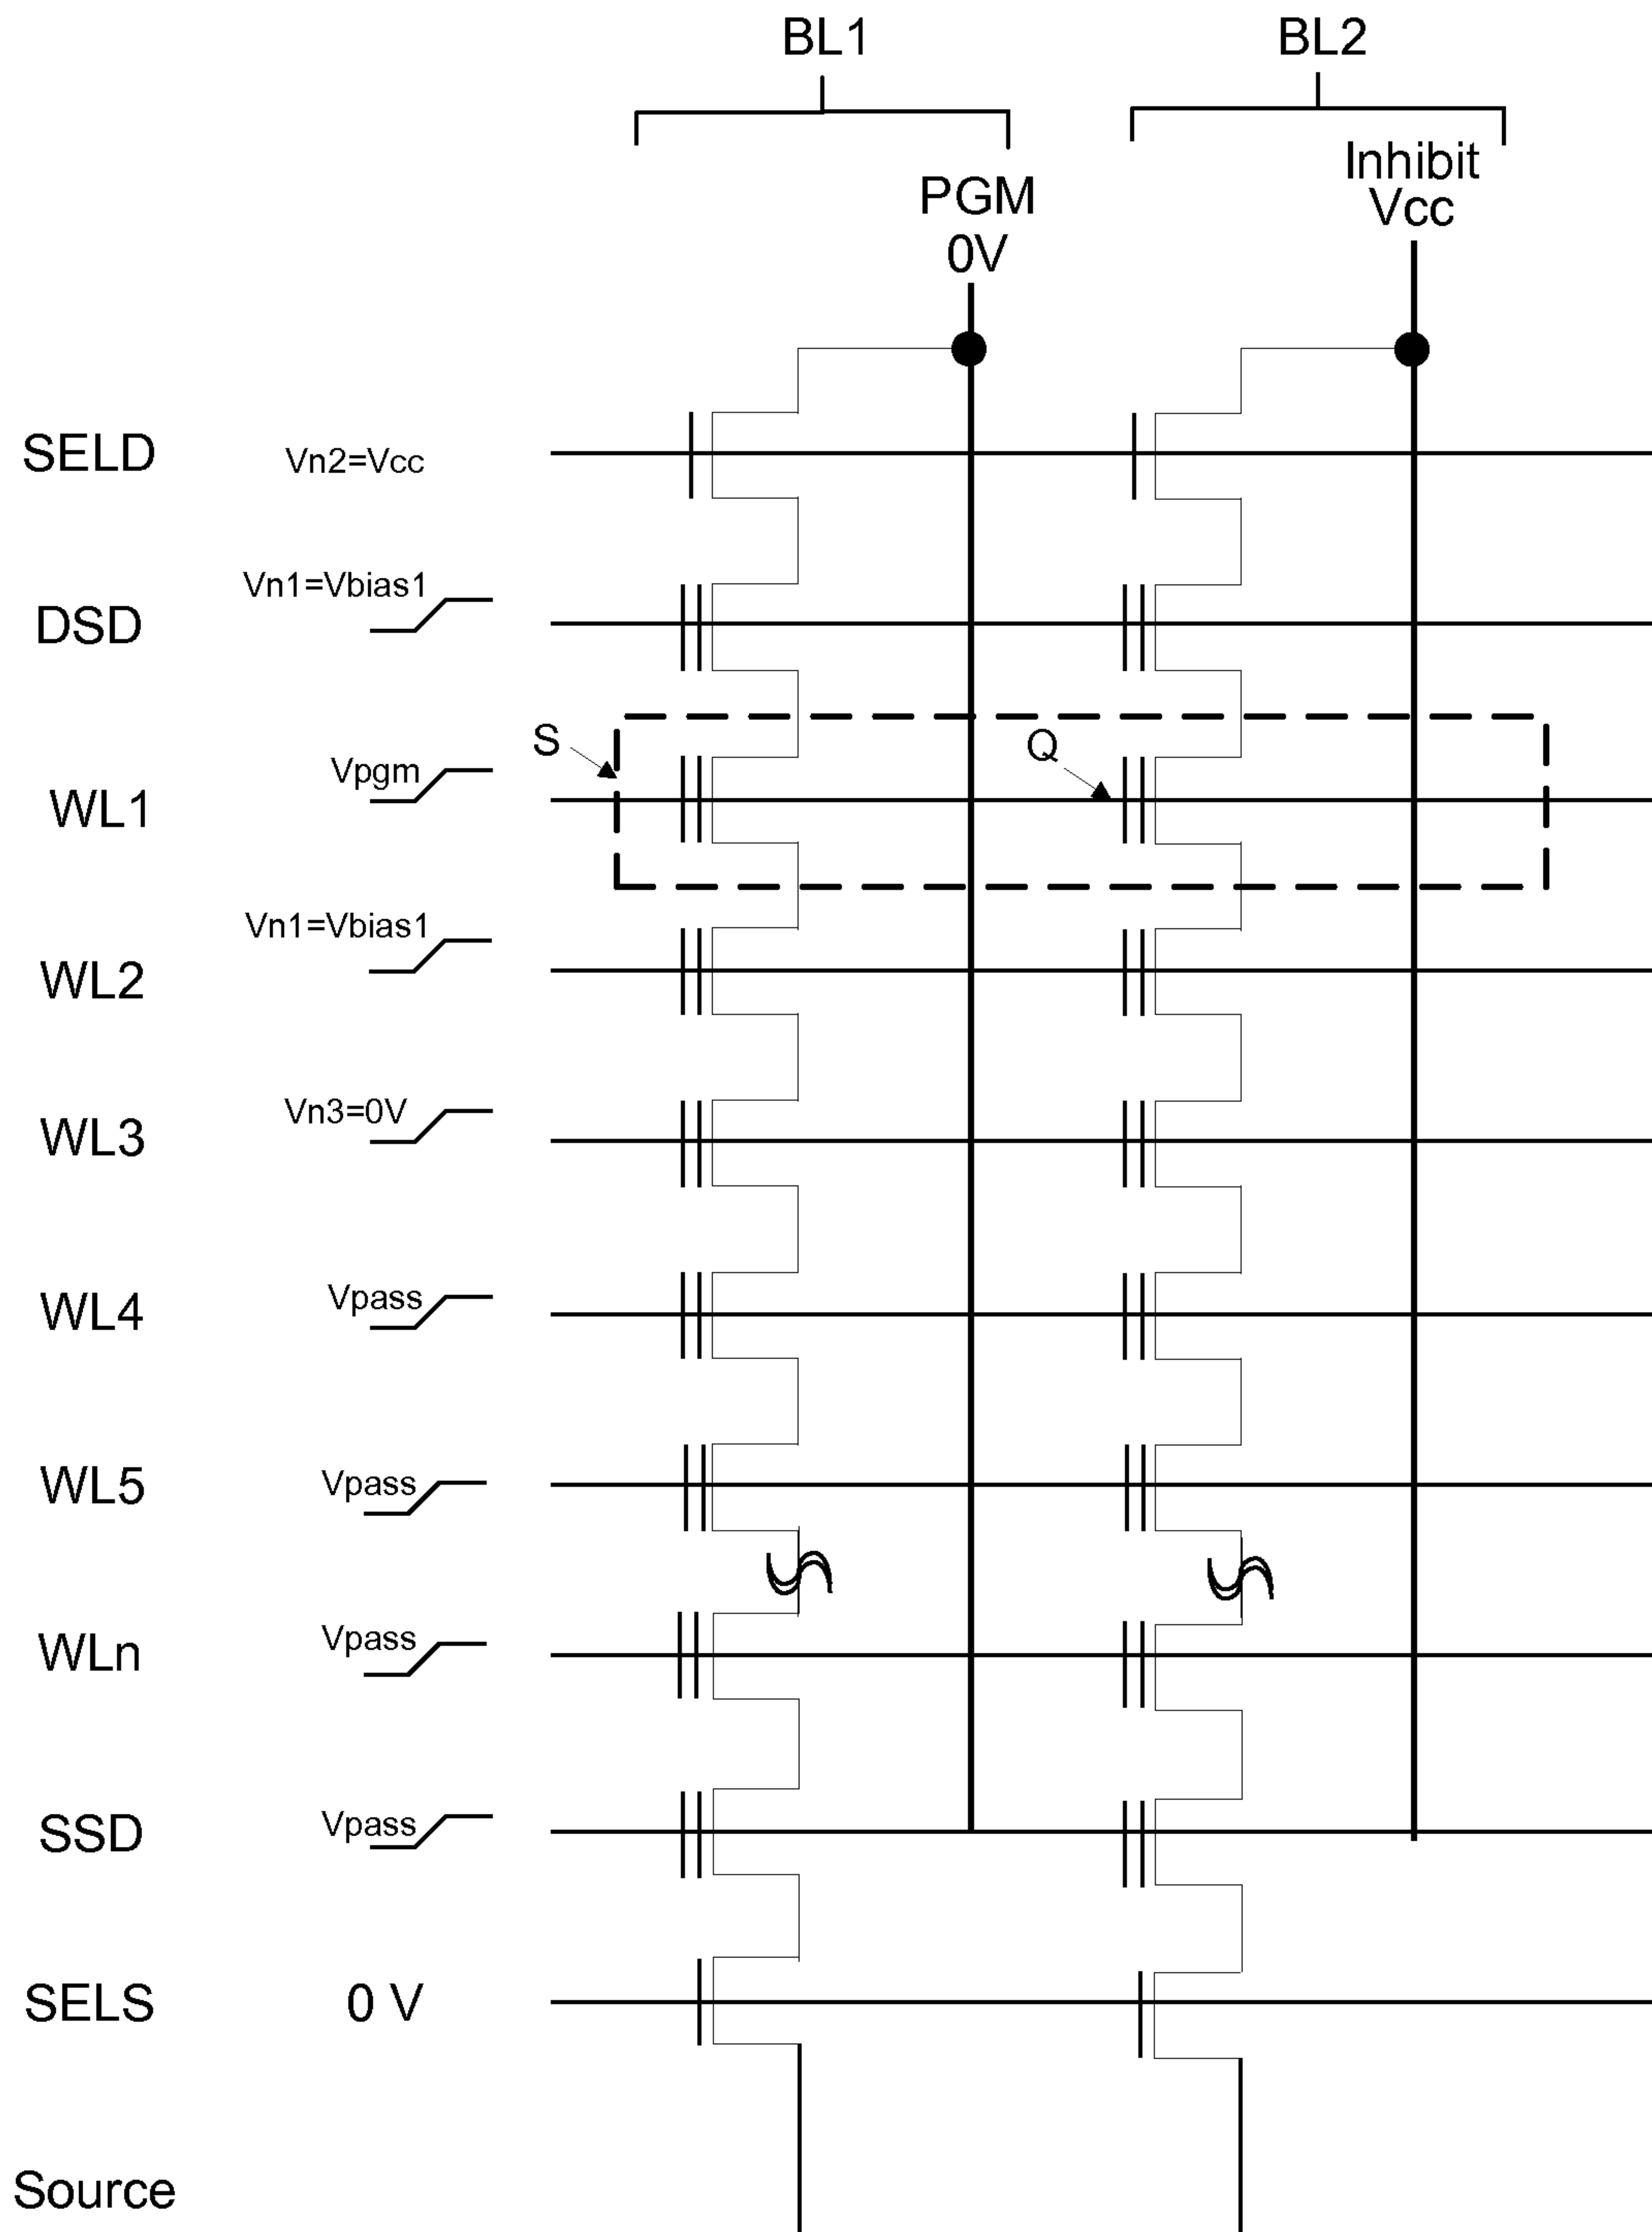 BL1 BL2
Inhibit
Vcc
PGM
0V
SELD Vn2=Vcc
Vn1=Vbias1
DSD
S Q
Vpgm
WL1
Vn1=Vbias1
WL2
Vn3=0V
WL3
Vpass
WL4
Vpass
WL5
Vpass
WLn
Vpass
SSD
SELS 0 V
Source